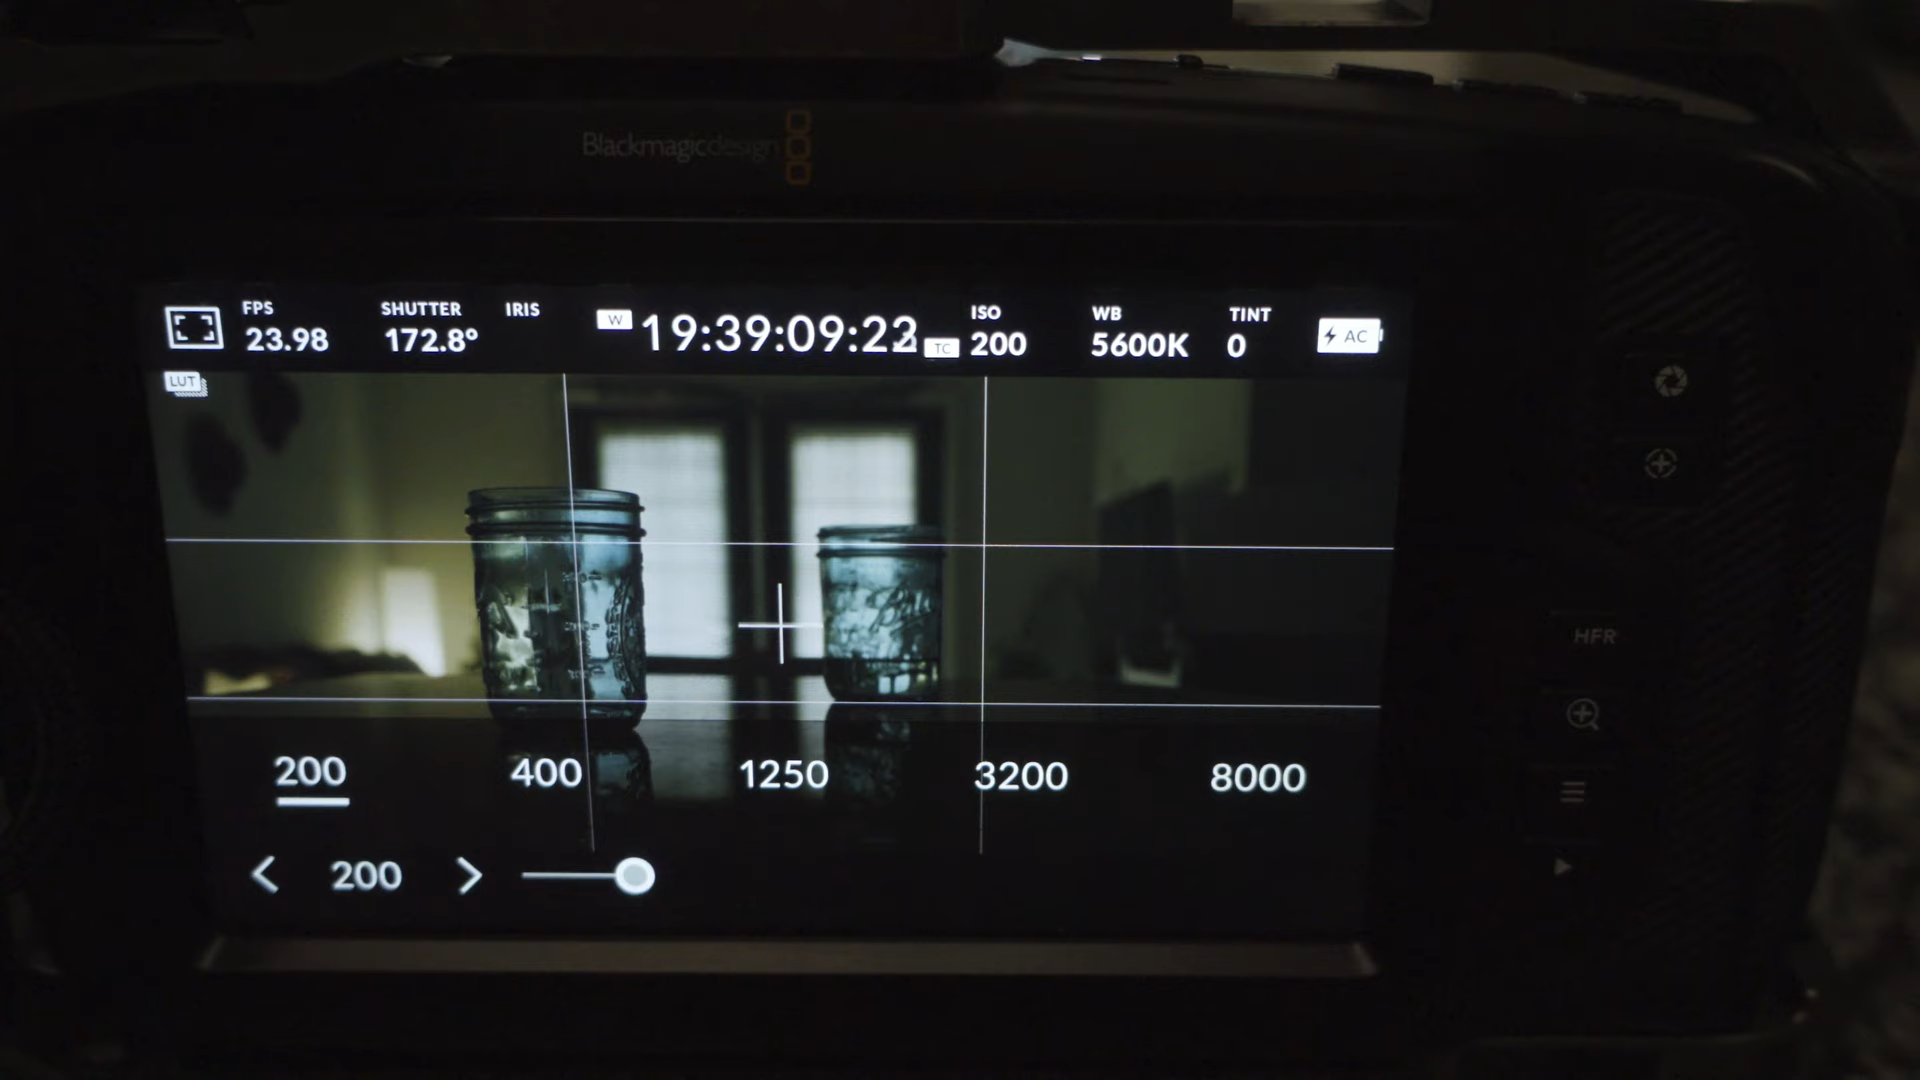 Blackmagicdesign
FPS SHUTTER IRIS W 19:39:09:22 TC ISO WB TINT
23.98 172.8° 200 5600K 0 AC
LUT
HFR
200 400 1250 3200 8000
200